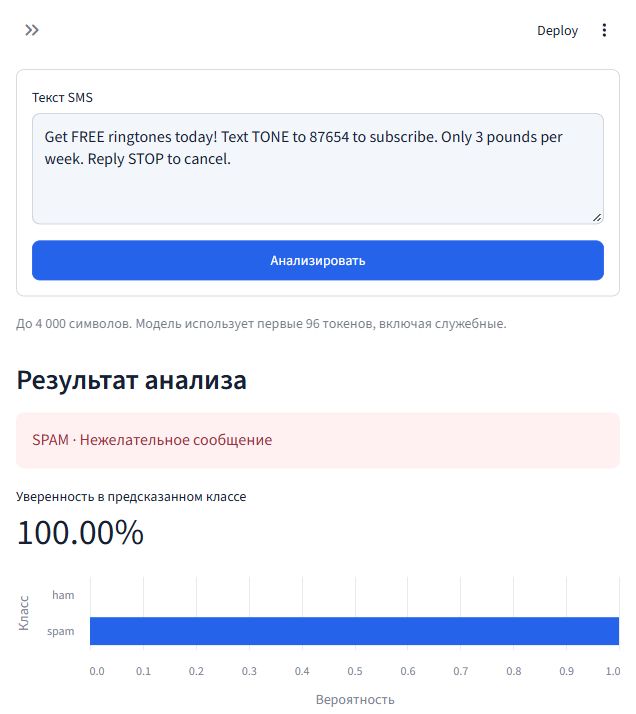 Deploy
Текст SMS
Get FREE ringtones today! Text TONE to 87654 to subscribe. Only 3 pounds per
week. Reply STOP to cancel.
Анализировать
До 4 000 символов. Модель использует первые 96 токенов, включая служебные.
Результат анализа
SPAM · Нежелательное сообщение
Уверенность в предсказанном классе
100.00%
Класс
ham
spam
0.0 0.1 0.2 0.3 0.4 0.5 0.6 0.7 0.8 0.9 1.0
Вероятность